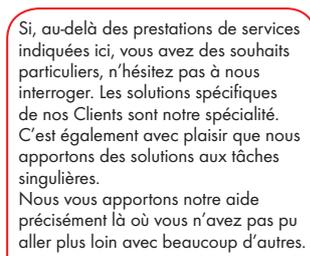 Si, au-delà des prestations de services
indiquées ici, vous avez des souhaits
particuliers, n’hésitez pas à nous
interroger. Les solutions spécifiques
de nos Clients sont notre spécialité.
C’est également avec plaisir que nous
apportons des solutions aux tâches
singulières.
Nous vous apportons notre aide
précisément là où vous n’avez pas pu
aller plus loin avec beaucoup d’autres.